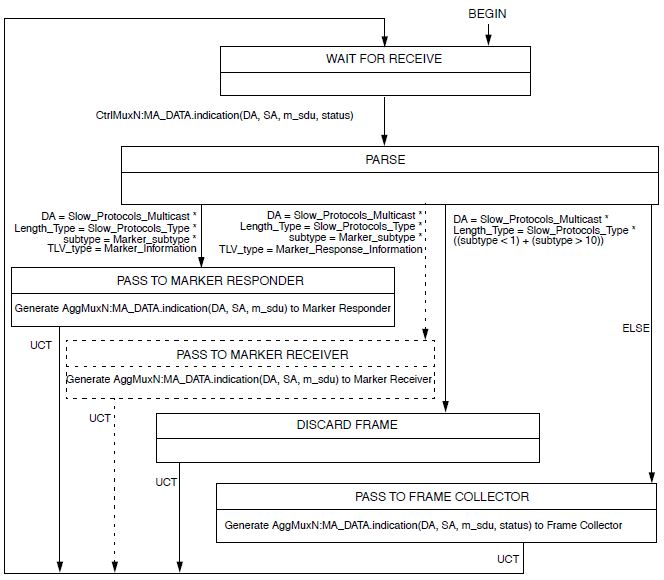 BEGIN
WAIT FOR RECEIVE
CtrlMuxN:MA_DATA.indication(DA, SA, m_sdu, status)
PARSE
DA = Slow_Protocols_Multicast *
Length_Type = Slow_Protocols_Type *
subtype = Marker_subtype *
TLV_type = Marker_Information
DA = Slow_Protocols_Multicast *
Length_Type = Slow_Protocols_Type *
subtype = Marker_subtype *
TLV_type = Marker_Response_Information
DA = Slow_Protocols_Multicast *
Length_Type = Slow_Protocols_Type *
((subtype < 1) + (subtype > 10))
ELSE
PASS TO MARKER RESPONDER
Generate AggMuxN:MA_DATA.indication(DA, SA, m_sdu) to Marker Responder
UCT
PASS TO MARKER RECEIVER
Generate AggMuxN:MA_DATA.indication(DA, SA, m_sdu) to Marker Receiver
UCT
DISCARD FRAME
UCT
PASS TO FRAME COLLECTOR
Generate AggMuxN:MA_DATA.indication(DA, SA, m_sdu, status) to Frame Collector
UCT